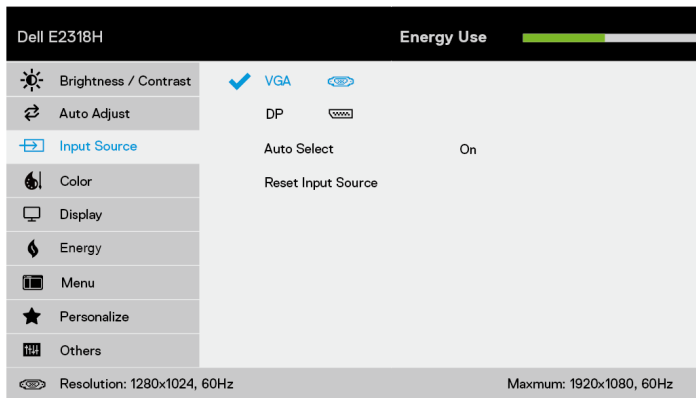 Dell E2318H Energy Use
Brightness / Contrast VGA
Auto Adjust DP
Input Source Auto Select On
Color Reset Input Source
Display
Energy
Menu
Personalize
Others
Resolution: 1280x1024, 60Hz Maxmum: 1920x1080, 60Hz